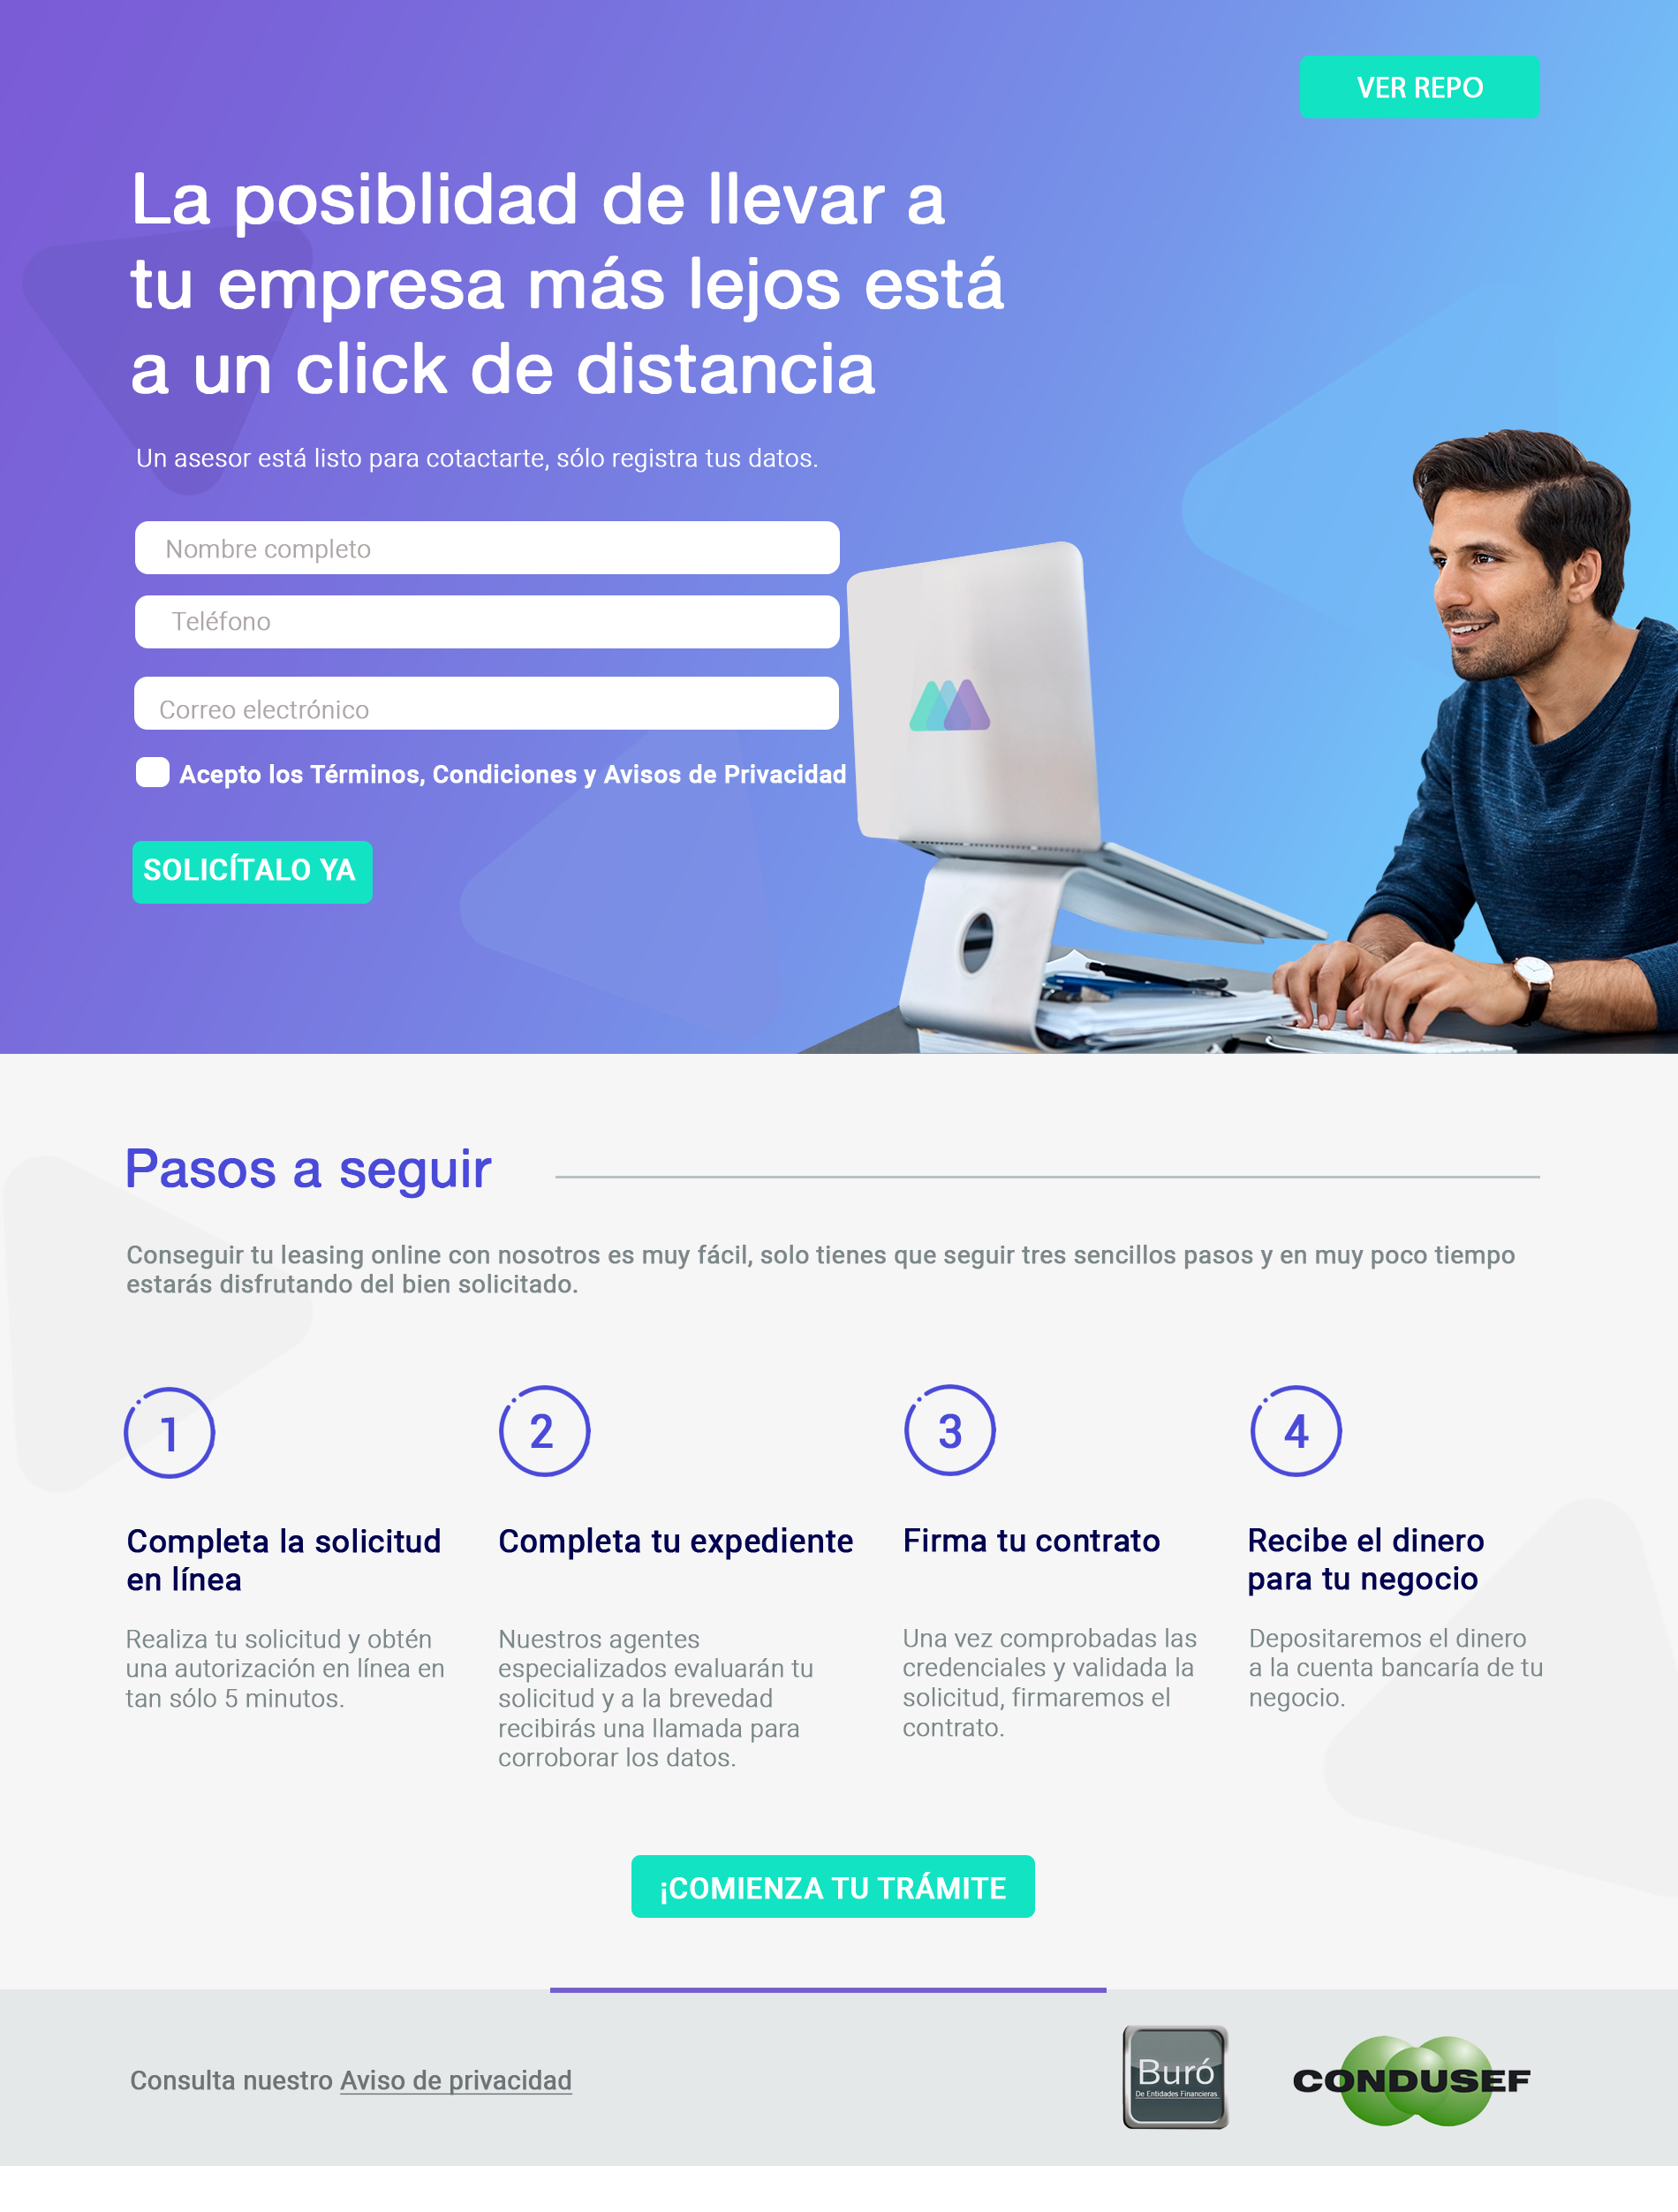 VER REPO
La posiblidad de llevar a
tu empresa más lejos está
a un click de distancia
Un asesor está listo para cotactarte, sólo registra tus datos.
Nombre completo
Teléfono
Correo electrónico
Acepto los Términos, Condiciones y Avisos de Privacidad
SOLICÍTALO YA
Pasos a seguir
Conseguir tu leasing online con nosotros es muy fácil, solo tienes que seguir tres sencillos pasos y en muy poco tiempo
estarás disfrutando del bien solicitado.
1
Completa la solicitud
en línea
Realiza tu solicitud y obtén
una autorización en línea en
tan sólo 5 minutos.
2
Completa tu expediente
Nuestros agentes
especializados evaluarán tu
solicitud y a la brevedad
recibirás una llamada para
corroborar los datos.
3
Firma tu contrato
Una vez comprobadas las
credenciales y validada la
solicitud, firmaremos el
contrato.
4
Recibe el dinero
para tu negocio
Depositaremos el dinero
a la cuenta bancaría de tu
negocio.
¡COMIENZA TU TRÁMITE
Consulta nuestro Aviso de privacidad
Buró
De Entidades Financieras
CONDUSEF